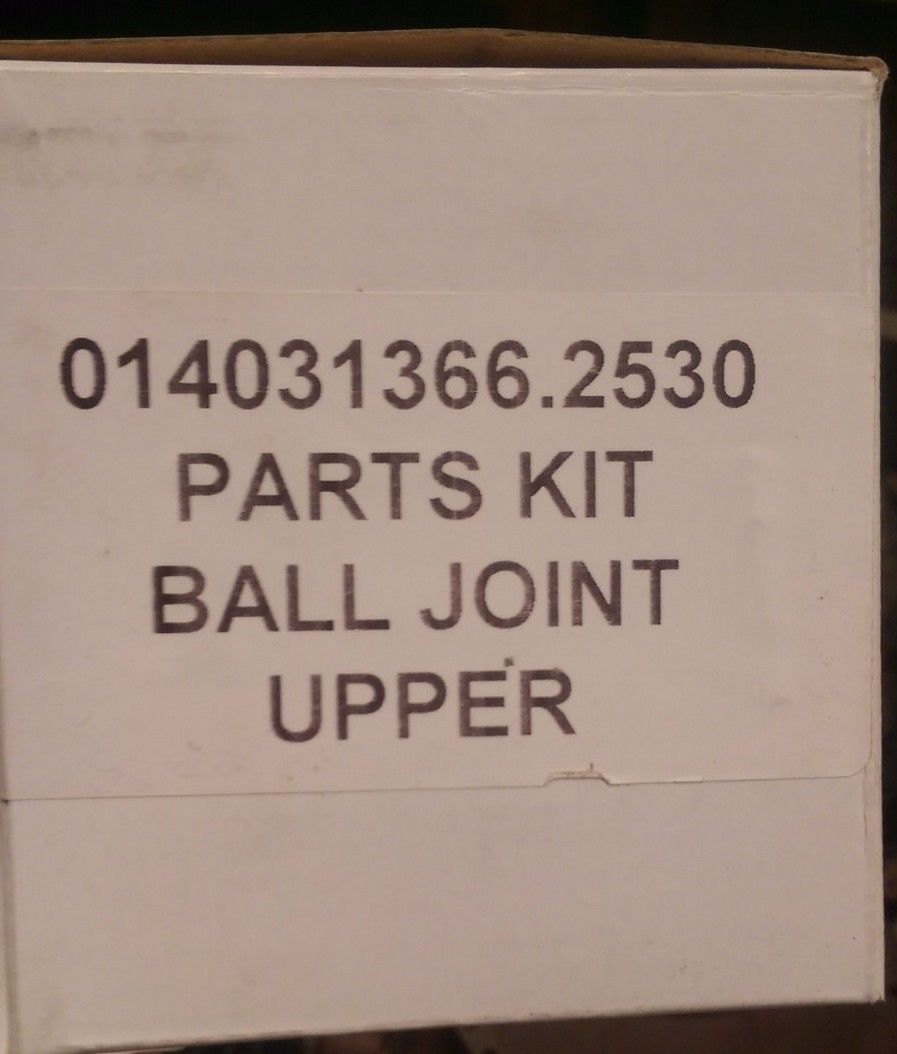 014031366.2530
PARTS KIT
BALL JOINT
UPPER